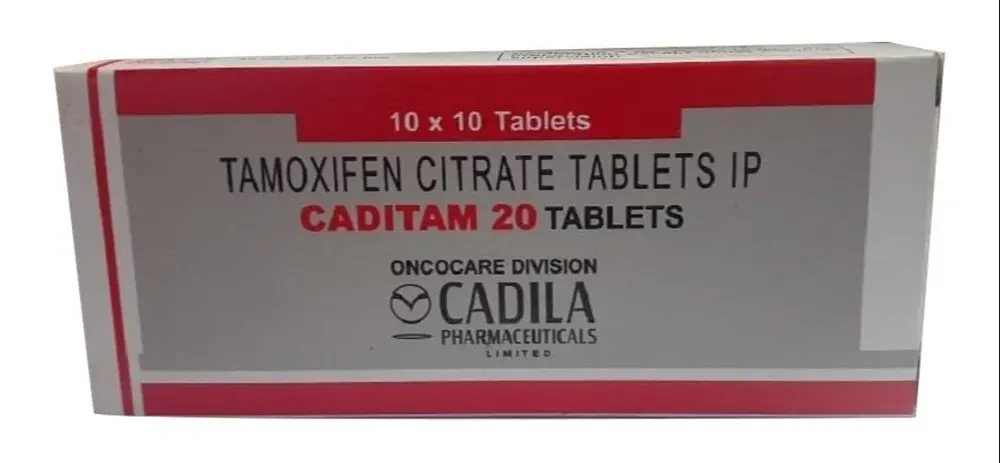 10 x 10 Tablets
TAMOXIFEN CITRATE TABLETS IP
CADITAM 20 TABLETS
ONCOCARE DIVISION
CADILA
PHARMACEUTICALS
LIMITED